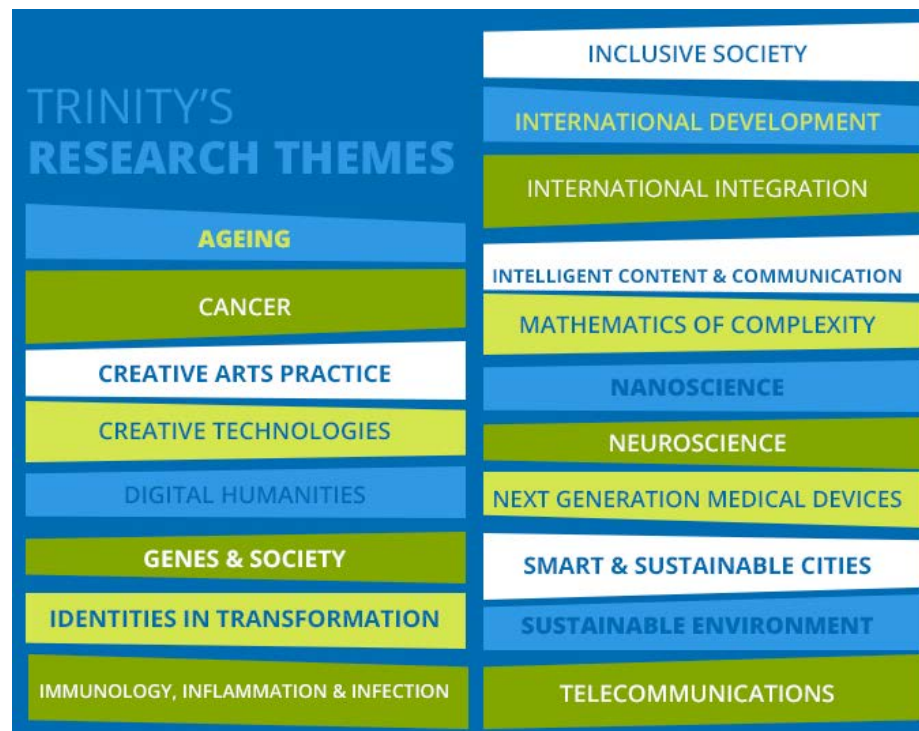 TRINITY'S
RESEARCH THEMES
AGEING
CANCER
CREATIVE ARTS PRACTICE
CREATIVE TECHNOLOGIES
DIGITAL HUMANITIES
GENES & SOCIETY
IDENTITIES IN TRANSFORMATION
IMMUNOLOGY, INFLAMMATION & INFECTION
INCLUSIVE SOCIETY
INTERNATIONAL DEVELOPMENT
INTERNATIONAL INTEGRATION
INTELLIGENT CONTENT & COMMUNICATION
MATHEMATICS OF COMPLEXITY
NANOSCIENCE
NEUROSCIENCE
NEXT GENERATION MEDICAL DEVICES
SMART & SUSTAINABLE CITIES
SUSTAINABLE ENVIRONMENT
TELECOMMUNICATIONS